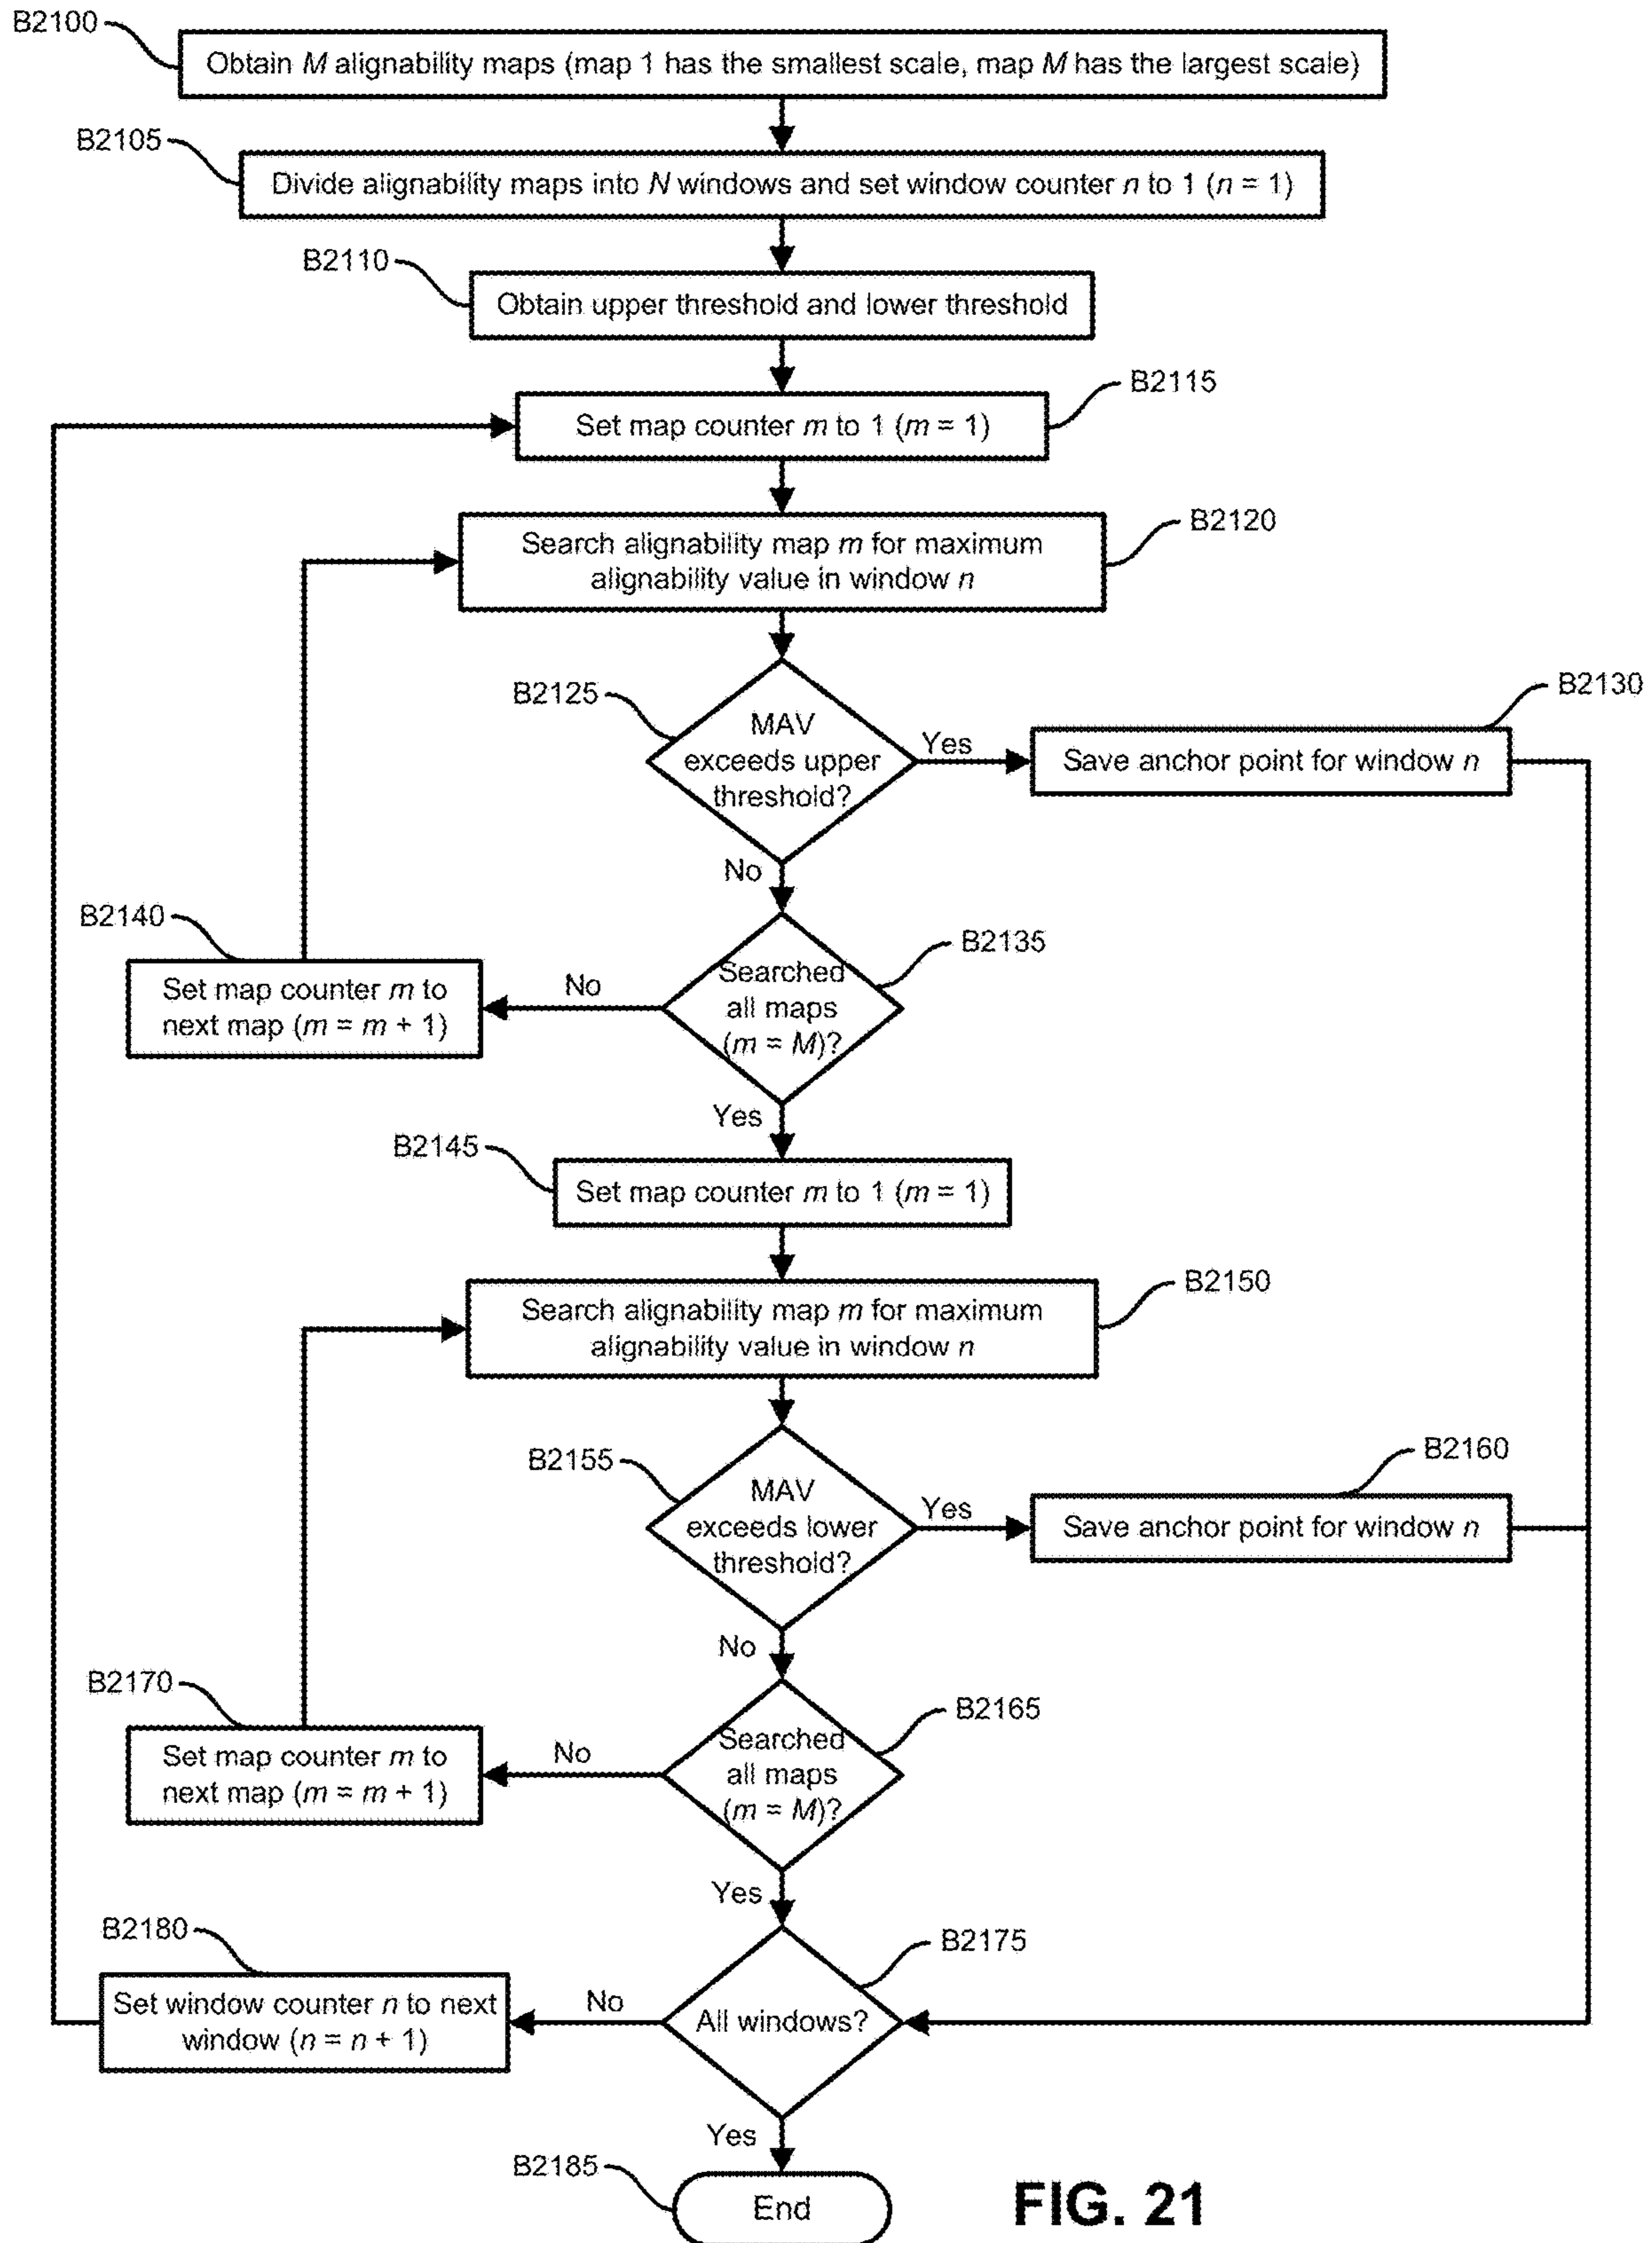 B2100
Obtain M alignability maps (map 1 has the smallest scale, map M has the largest scale)
B2105
Divide alignability maps into N windows and set window counter n to 1 (n = 1)
B2110
Obtain upper threshold and lower threshold
B2115
Set map counter m to 1 (m = 1)
B2120
Search alignability map m for maximum
alignability value in window n
B2125
MAV
exceeds upper
threshold?
Yes
B2130
Save anchor point for window n
No
B2135
Searched
all maps
(m = M)?
No
B2140
Set map counter m to
next map (m = m + 1)
Yes
B2145
Set map counter m to 1 (m = 1)
B2150
Search alignability map m for maximum
alignability value in window n
B2155
MAV
exceeds lower
threshold?
Yes
B2160
Save anchor point for window n
No
B2165
Searched
all maps
(m = M)?
No
B2170
Set map counter m to
next map (m = m + 1)
Yes
B2175
All windows?
No
B2180
Set window counter n to next
window (n = n + 1)
Yes
B2185
End
FIG. 21